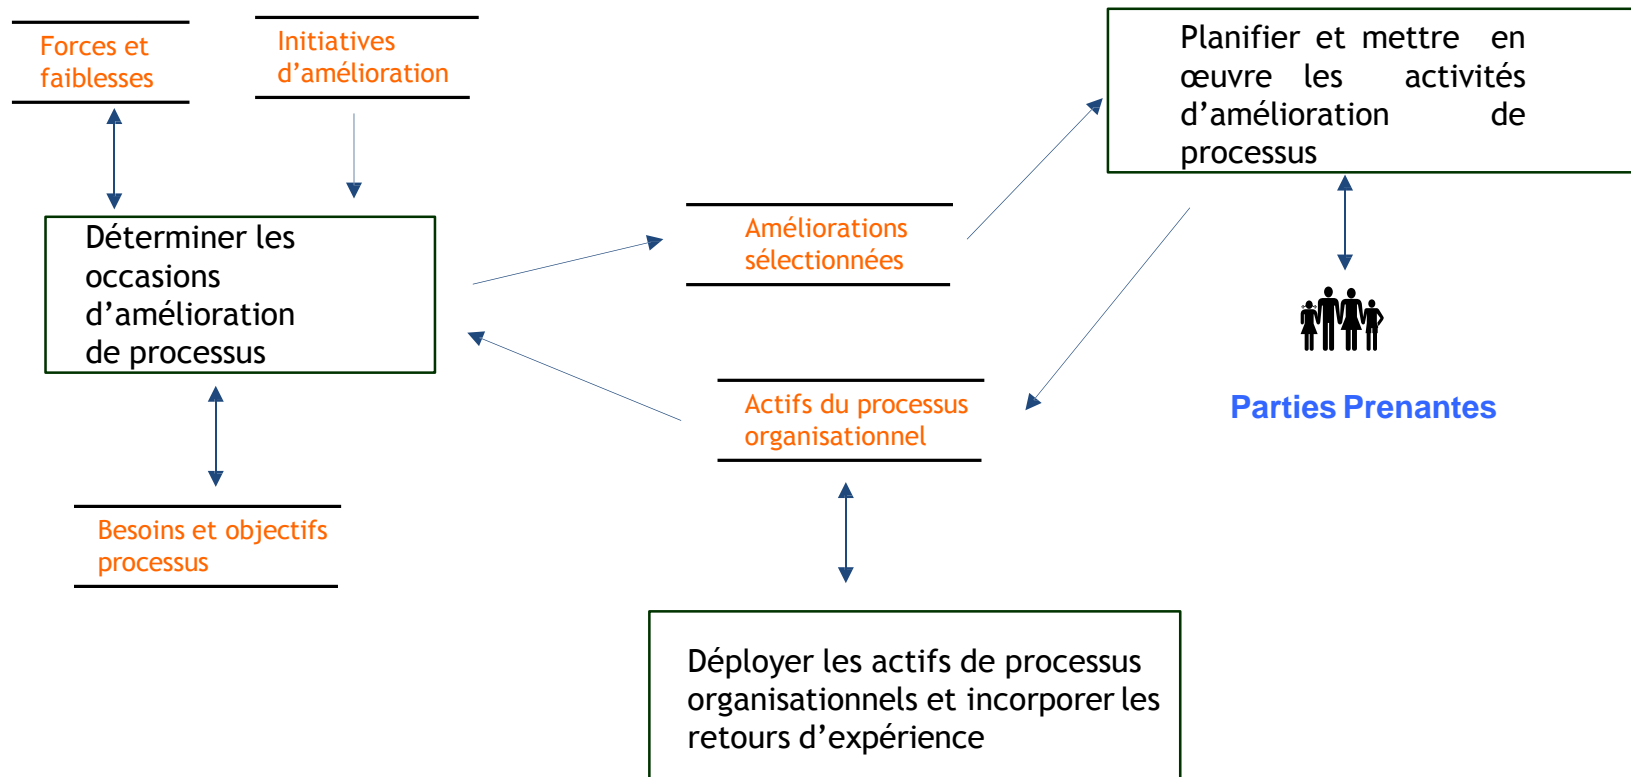 Forces et
faiblesses
Initiatives
d’amélioration
Planifier et mettre en
œuvre les activités
d’amélioration de
processus
Déterminer les
occasions
d’amélioration
de processus
Améliorations
sélectionnées
Parties Prenantes
Actifs du processus
organisationnel
Besoins et objectifs
processus
Déployer les actifs de processus
organisationnels et incorporer les
retours d’expérience